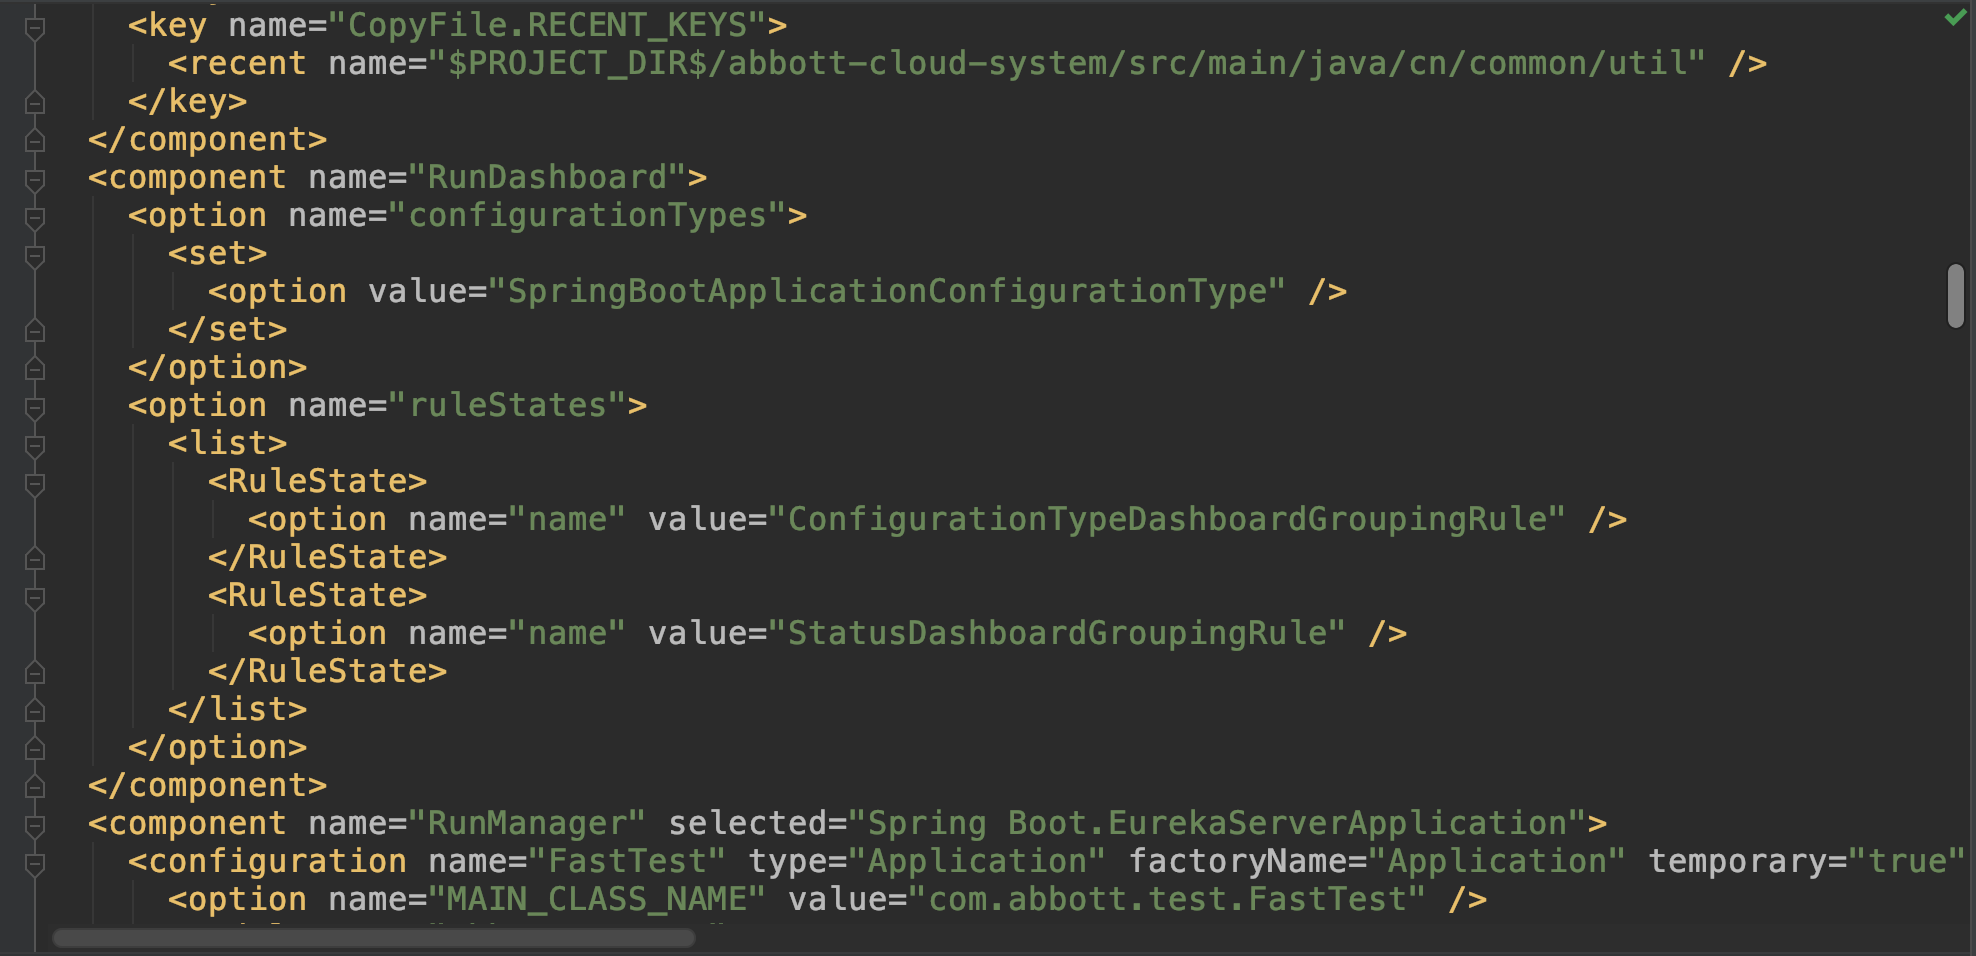 <key name="CopyFile.RECENT_KEYS">
<recent name="$PROJECT_DIR$/abbott-cloud-system/src/main/java/cn/common/util" />
</key>
</component>
<component name="RunDashboard">
<option name="configurationTypes">
<set>
<option value="SpringBootApplicationConfigurationType" />
</set>
</option>
<option name="ruleStates">
<list>
<RuleState>
<option name="name" value="ConfigurationTypeDashboardGroupingRule" />
</RuleState>
<RuleState>
<option name="name" value="StatusDashboardGroupingRule" />
</RuleState>
</list>
</option>
</component>
<component name="RunManager" selected="Spring Boot.EurekaServerApplication">
<configuration name="FastTest" type="Application" factoryName="Application" temporary="true"
<option name="MAIN_CLASS_NAME" value="com.abbott.test.FastTest" />